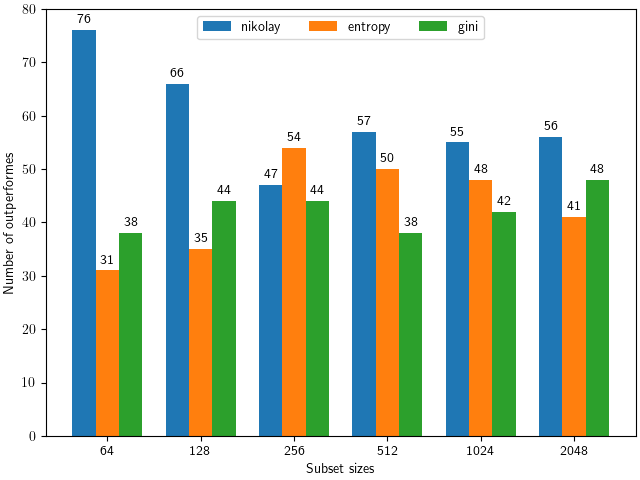 80
70
60
50
40
30
20
10
0
Number of outperformes
nikolay entropy gini
76 31 38
66 35 44
47 54 44
57 50 38
55 48 42
56 41 48
64 128 256 512 1024 2048
Subset sizes